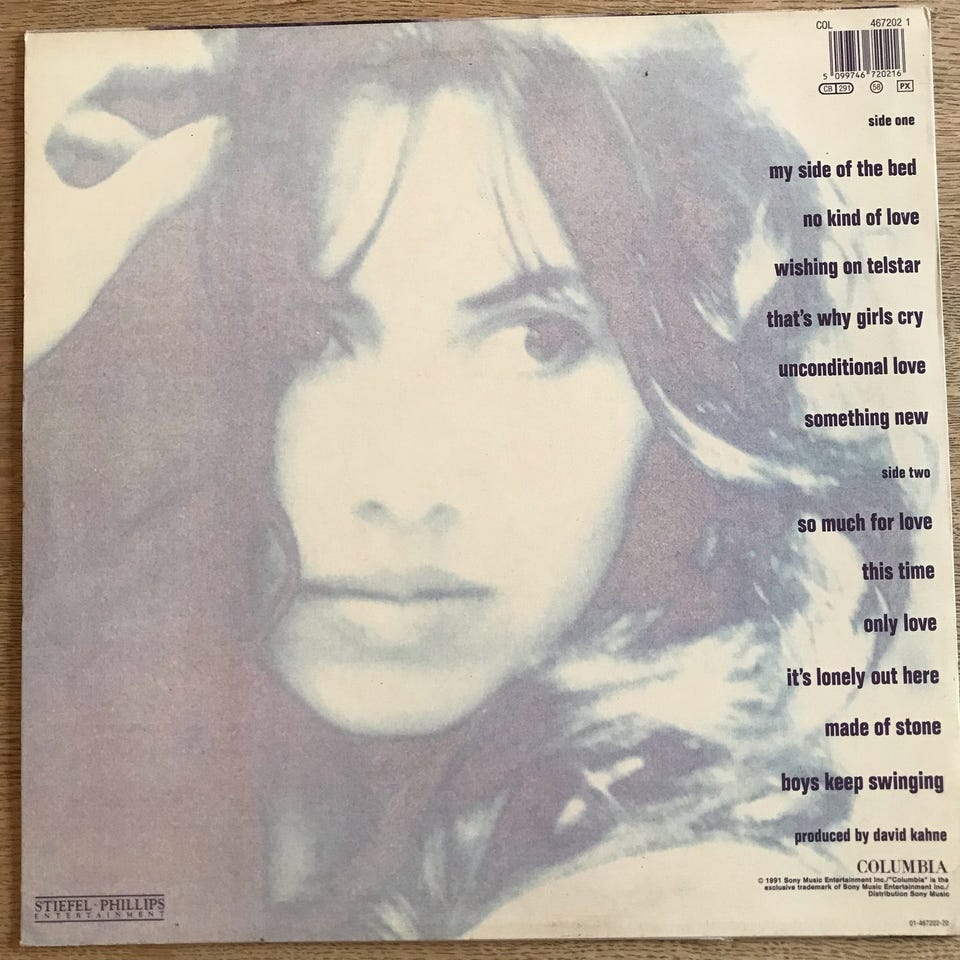 COL 467202 1
5 099746 720216
CB 291 58 PX
side one
my side of the bed
no kind of love
wishing on telstar
that's why girls cry
unconditional love
something new
side two
so much for love
this time
only love
it's lonely out here
made of stone
boys keep swinging
produced by david kahne
COLUMBIA
© 1991 Sony Music Entertainment Inc./"Columbia" is the
exclusive trademark of Sony Music Entertainment Inc./
Distribution Sony Music
STIEFEL·PHILLIPS
ENTERTAINMENT
01-467202-20